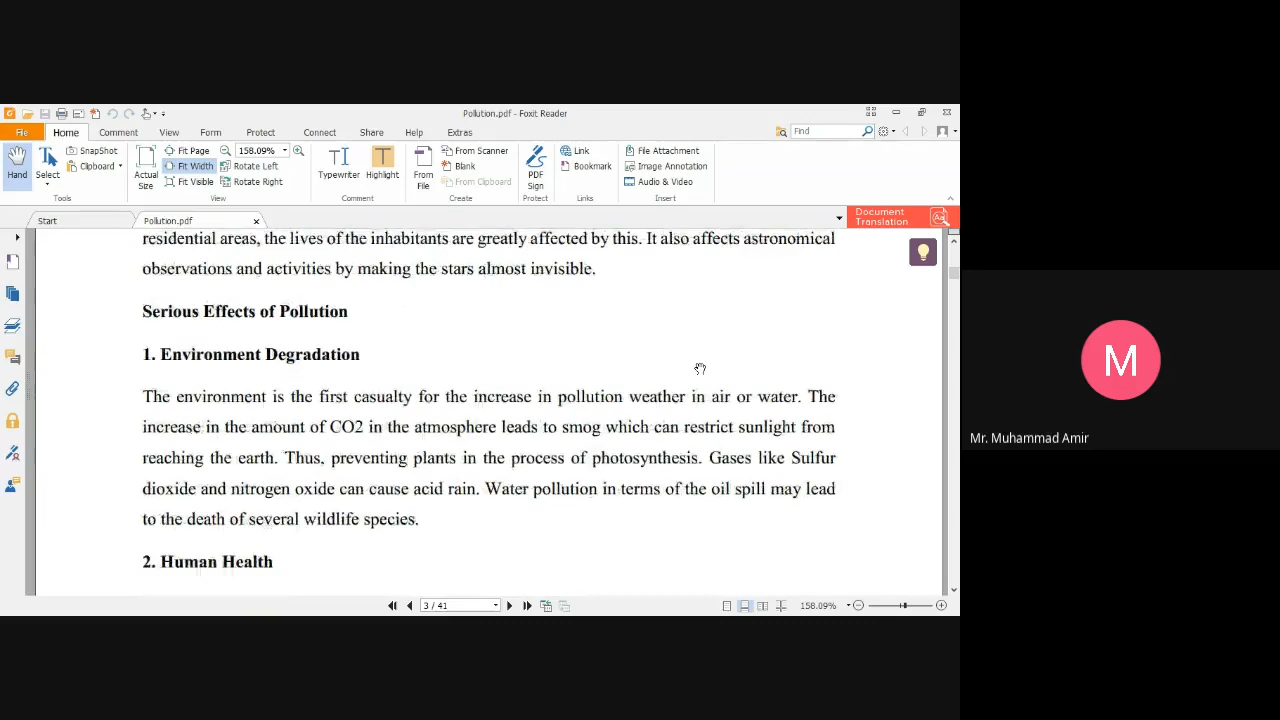 Pollution.pdf - Foxit Reader
File Home Comment View Form Protect Connect Share Help Extras Find
Hand Select SnapShot Clipboard Actual Size Fit Page Fit Width Fit Visible 158.09% Rotate Left Rotate Right Typewriter Highlight From File From Scanner Blank From Clipboard PDF Sign Link Bookmark File Attachment Image Annotation Audio & Video
Tools View Comment Create Protect Links Insert
Start Pollution.pdf Document Translation
residential areas, the lives of the inhabitants are greatly affected by this. It also affects astronomical
observations and activities by making the stars almost invisible.
Serious Effects of Pollution
1. Environment Degradation
The environment is the first casualty for the increase in pollution weather in air or water. The
increase in the amount of CO2 in the atmosphere leads to smog which can restrict sunlight from
reaching the earth. Thus, preventing plants in the process of photosynthesis. Gases like Sulfur
dioxide and nitrogen oxide can cause acid rain. Water pollution in terms of the oil spill may lead
to the death of several wildlife species.
2. Human Health
3 / 41 158.09%
M
Mr. Muhammad Amir